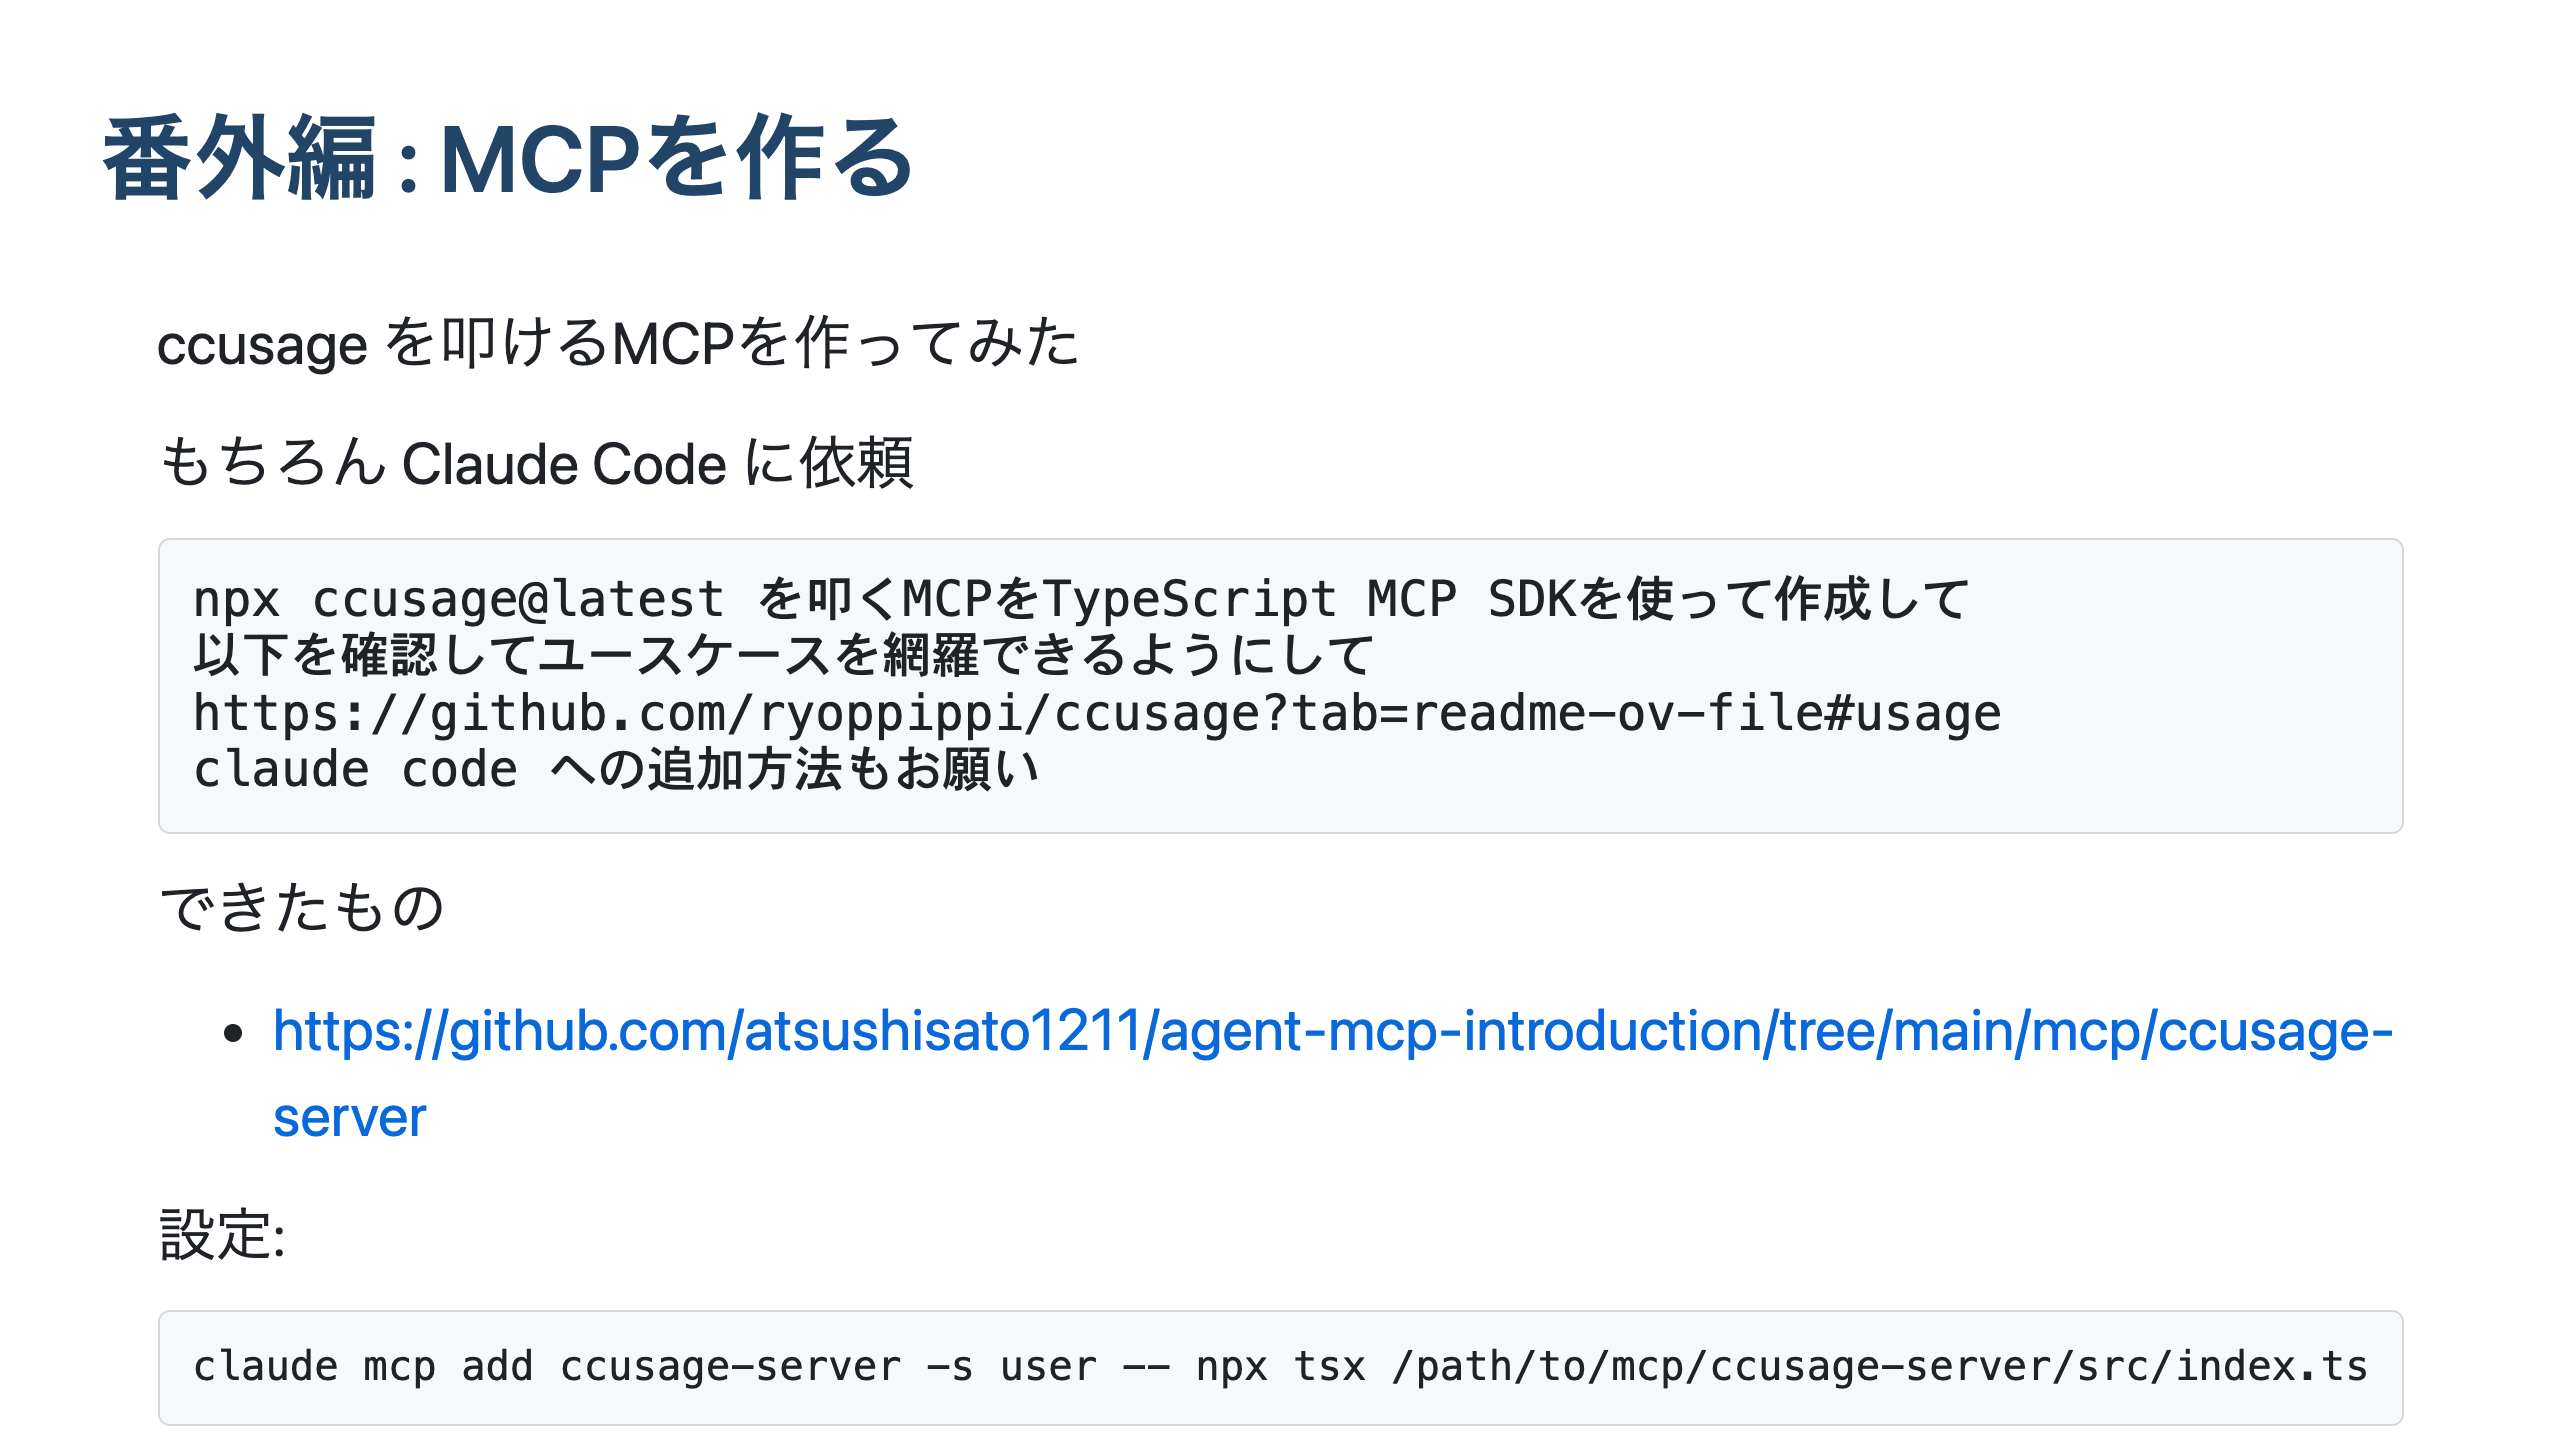 番外編 : MCPを作る
ccusage を叩けるMCPを作ってみた
もちろん Claude Code に依頼
npx ccusage@latest を叩くMCPをTypeScript MCP SDKを使って作成して
以下を確認してユースケースを網羅できるようにして
https://github.com/ryoppippi/ccusage?tab=readme-ov-file#usage
claude code への追加方法もお願い
できたもの
• https://github.com/atsushisato1211/agent-mcp-introduction/tree/main/mcp/ccusage-
server
設定:
claude mcp add ccusage-server -s user -- npx tsx /path/to/mcp/ccusage-server/src/index.ts